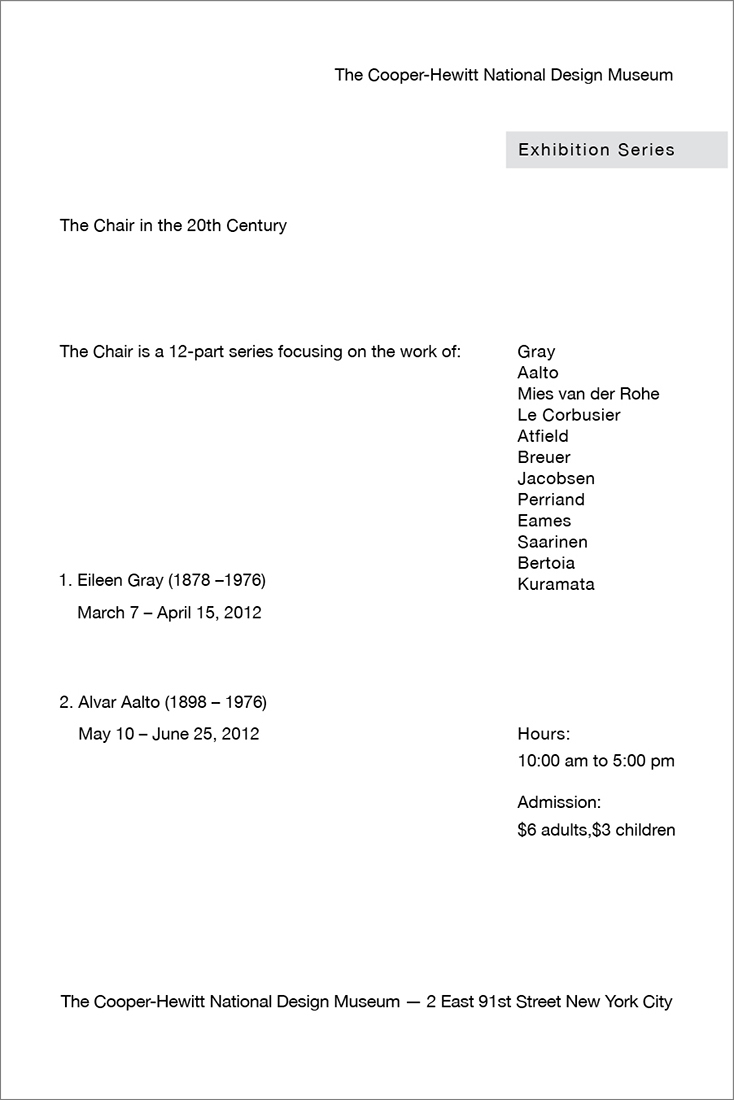 The Cooper-Hewitt National Design Museum
Exhibition Series
The Chair in the 20th Century
The Chair is a 12-part series focusing on the work of:
Gray
Aalto
Mies van der Rohe
Le Corbusier
Atfield
Breuer
Jacobsen
Perriand
Eames
Saarinen
Bertoia
Kuramata
1. Eileen Gray (1878 –1976)
March 7 – April 15, 2012
2. Alvar Aalto (1898 – 1976)
May 10 – June 25, 2012
Hours:
10:00 am to 5:00 pm
Admission:
$6 adults,$3 children
The Cooper-Hewitt National Design Museum — 2 East 91st Street New York City